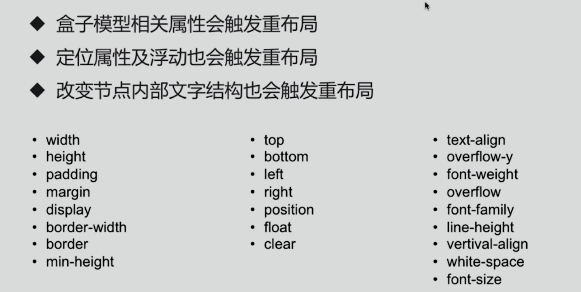 ◆ 盒子模型相关属性会触发重布局
◆ 定位属性及浮动也会触发重布局
◆ 改变节点内部文字结构也会触发重布局
• width
• height
• padding
• margin
• display
• border-width
• border
• min-height
• top
• bottom
• left
• right
• position
• float
• clear
• text-align
• overflow-y
• font-weight
• overflow
• font-family
• line-height
• vertival-align
• white-space
• font-size